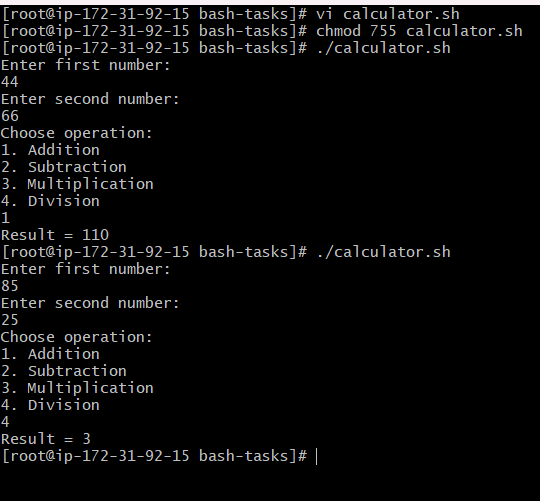 [root@ip-172-31-92-15 bash-tasks]# vi calculator.sh
[root@ip-172-31-92-15 bash-tasks]# chmod 755 calculator.sh
[root@ip-172-31-92-15 bash-tasks]# ./calculator.sh
Enter first number:
44
Enter second number:
66
Choose operation:
1. Addition
2. Subtraction
3. Multiplication
4. Division
1
Result = 110
[root@ip-172-31-92-15 bash-tasks]# ./calculator.sh
Enter first number:
85
Enter second number:
25
Choose operation:
1. Addition
2. Subtraction
3. Multiplication
4. Division
4
Result = 3
[root@ip-172-31-92-15 bash-tasks]#